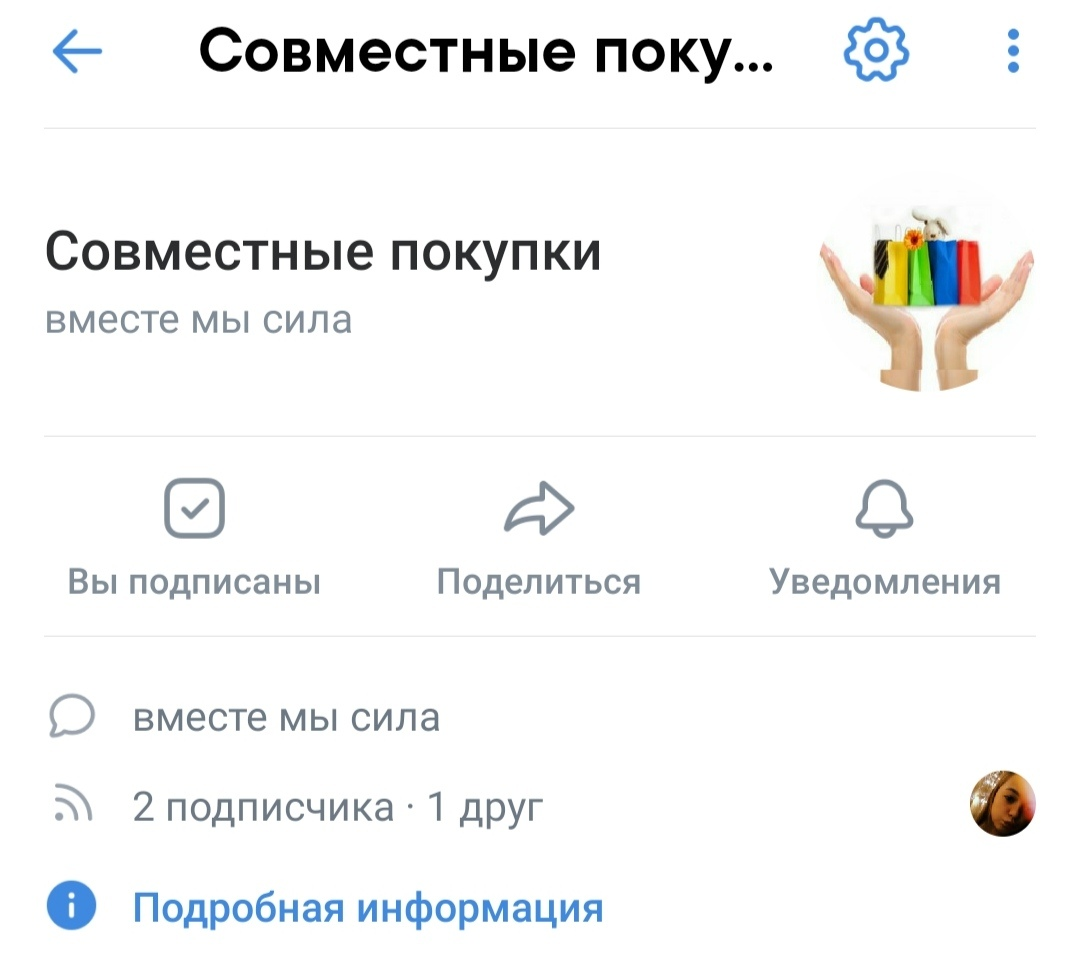 Совместные поку...
Совместные покупки
вместе мы сила
Вы подписаны
Поделиться
Уведомления
вместе мы сила
2 подписчика · 1 друг
Подробная информация